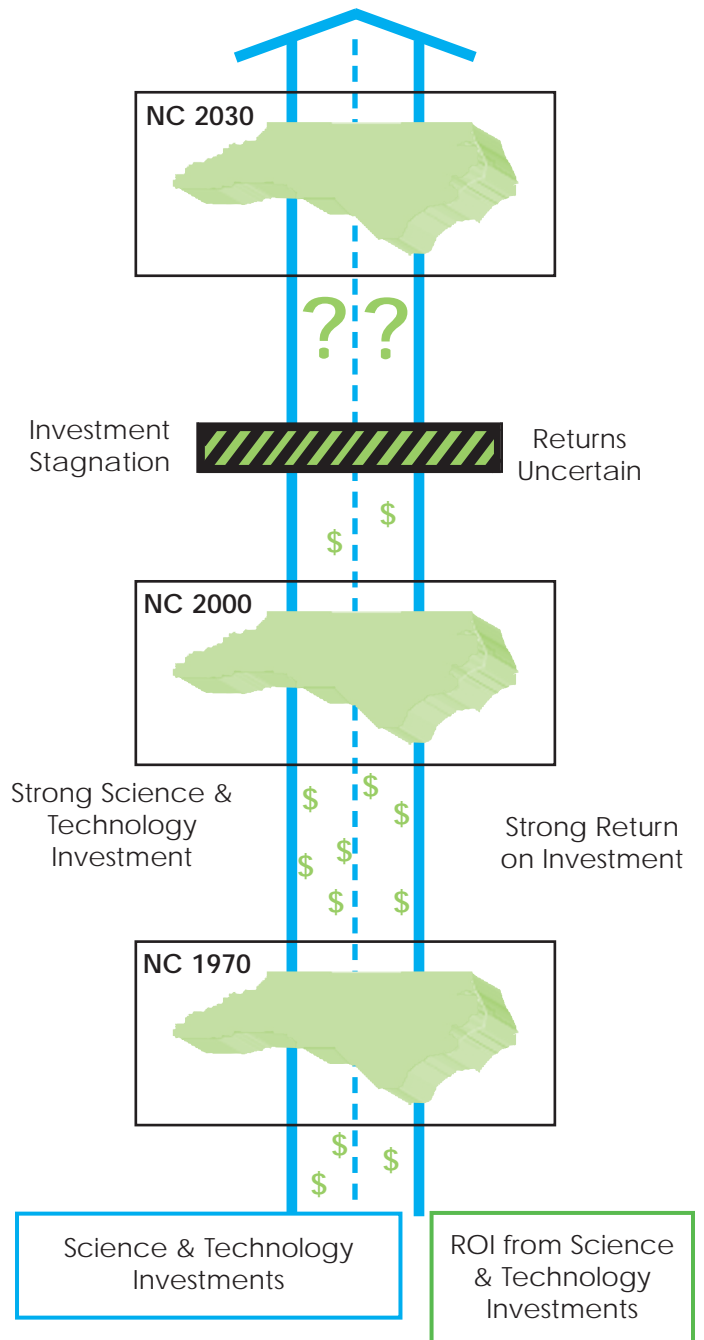 NC 2030
? ?
Investment
Stagnation
Returns
Uncertain
$
$
NC 2000
Strong Science &
Technology
Investment
$
$
$
$
$
$
$
Strong Return
on Investment
NC 1970
$
$
$
Science & Technology
Investments
ROI from Science
& Technology
Investments